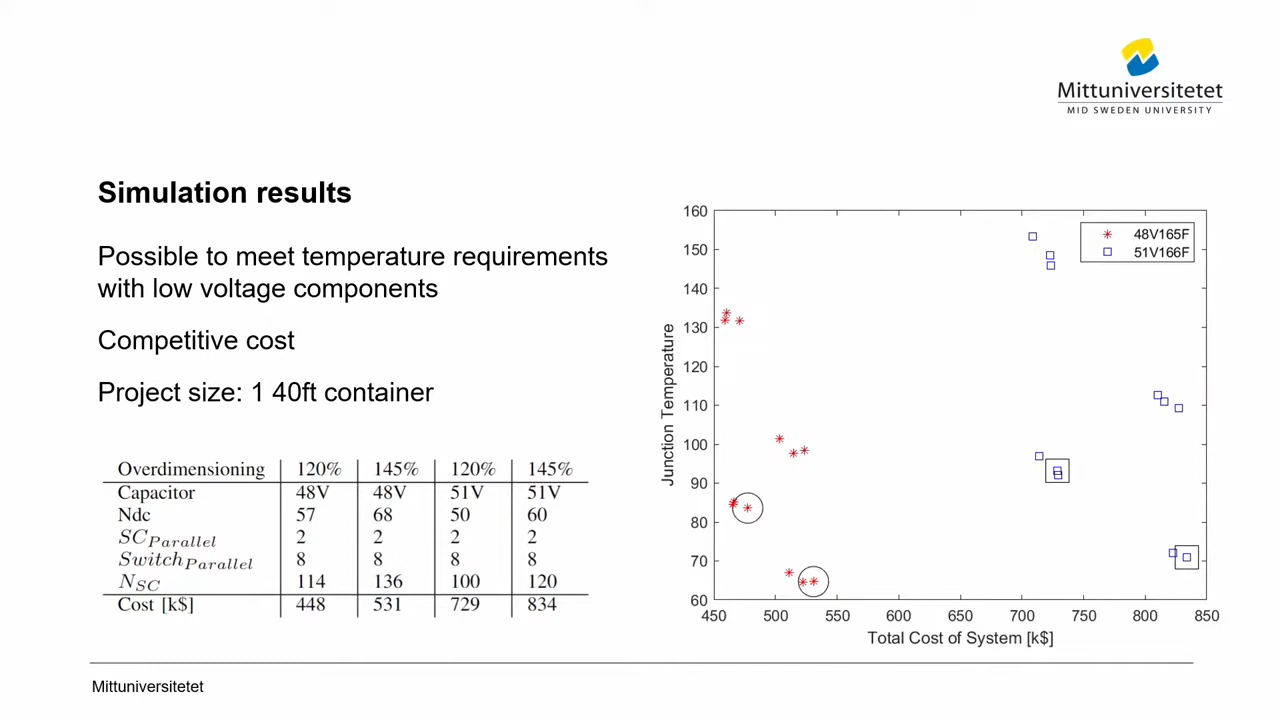 Mittuniversitetet
MID SWEDEN UNIVERSITY
Simulation results
Possible to meet temperature requirements
with low voltage components
Competitive cost
Project size: 1 40ft container
Overdimensioning 120% 145% 120% 145%
Capacitor 48V 48V 51V 51V
Ndc 57 68 50 60
SC_Parallel 2 2 2 2
Switch_Parallel 8 8 8 8
N_SC 114 136 100 120
Cost [k$] 448 531 729 834
160
150
140
130
120
110
100
90
80
70
60
Junction Temperature
48V165F
51V166F
450 500 550 600 650 700 750 800 850
Total Cost of System [k$]
Mittuniversitetet